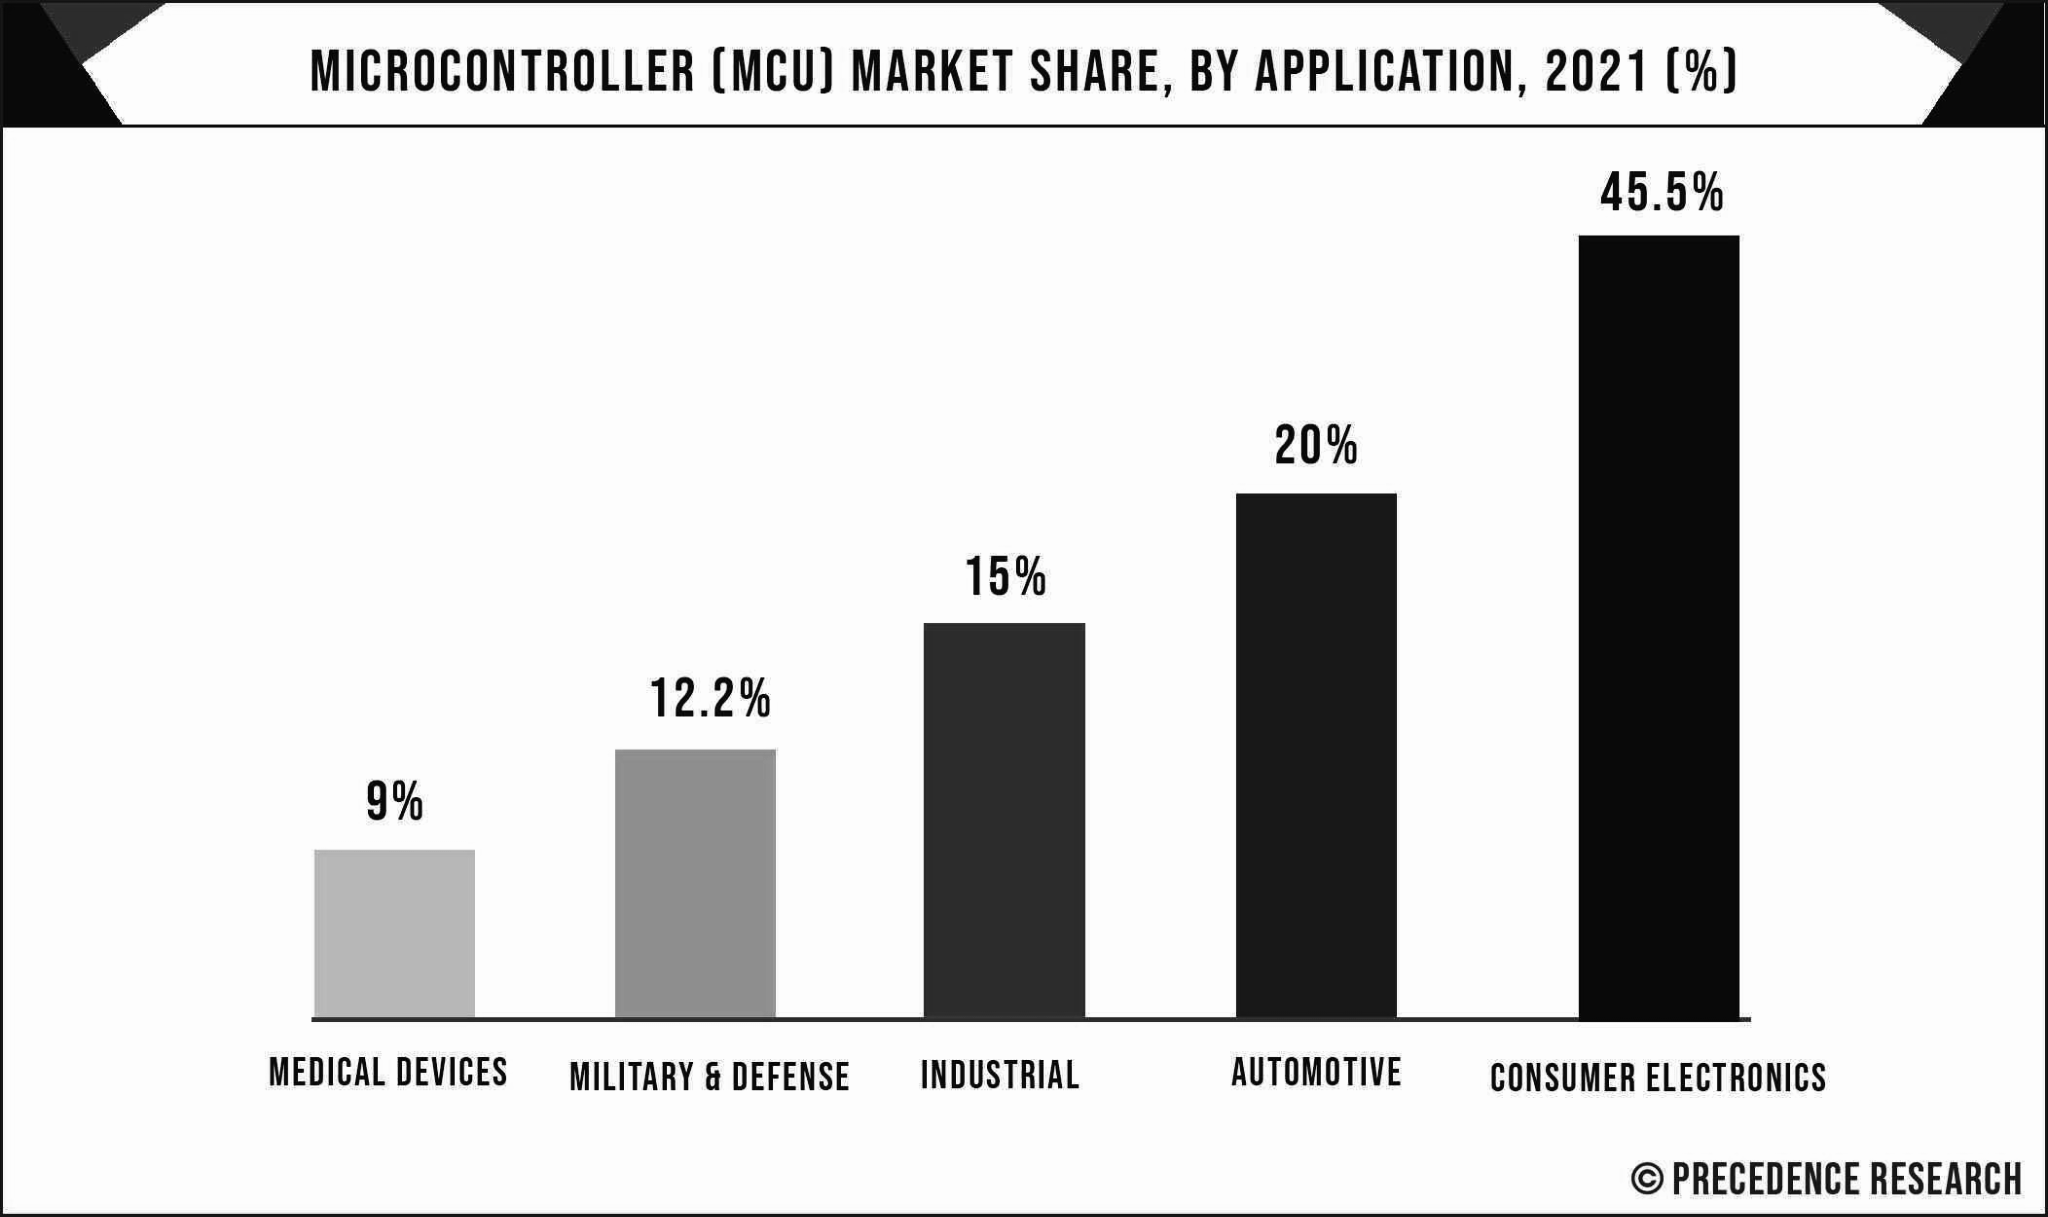 MICROCONTROLLER (MCU) MARKET SHARE, BY APPLICATION, 2021 (%)
45.5%
20%
15%
12.2%
9%
MEDICAL DEVICES
MILITARY & DEFENSE
INDUSTRIAL
AUTOMOTIVE
CONSUMER ELECTRONICS
© PRECEDENCE RESEARCH